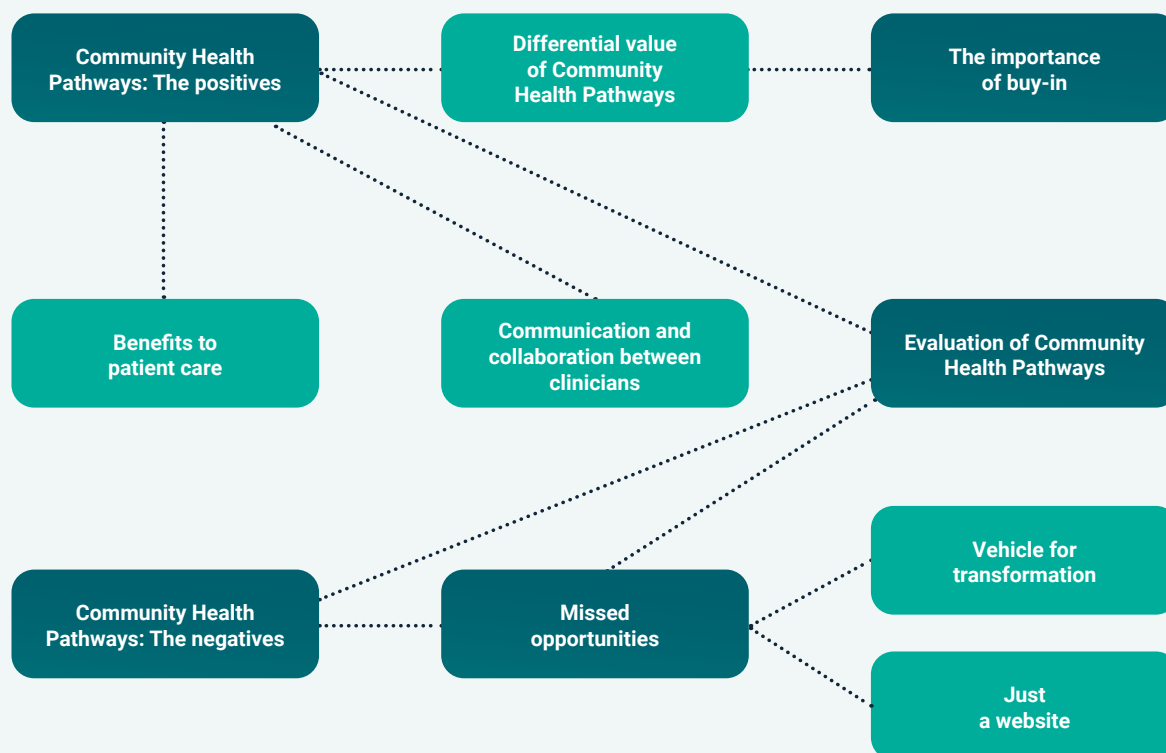 Community Health
Pathways: The positives
Differential value
of Community
Health Pathways
The importance
of buy-in
Benefits to
patient care
Communication and
collaboration between
clinicians
Evaluation of Community
Health Pathways
Community Health
Pathways: The negatives
Missed
opportunities
Vehicle for
transformation
Just
a website